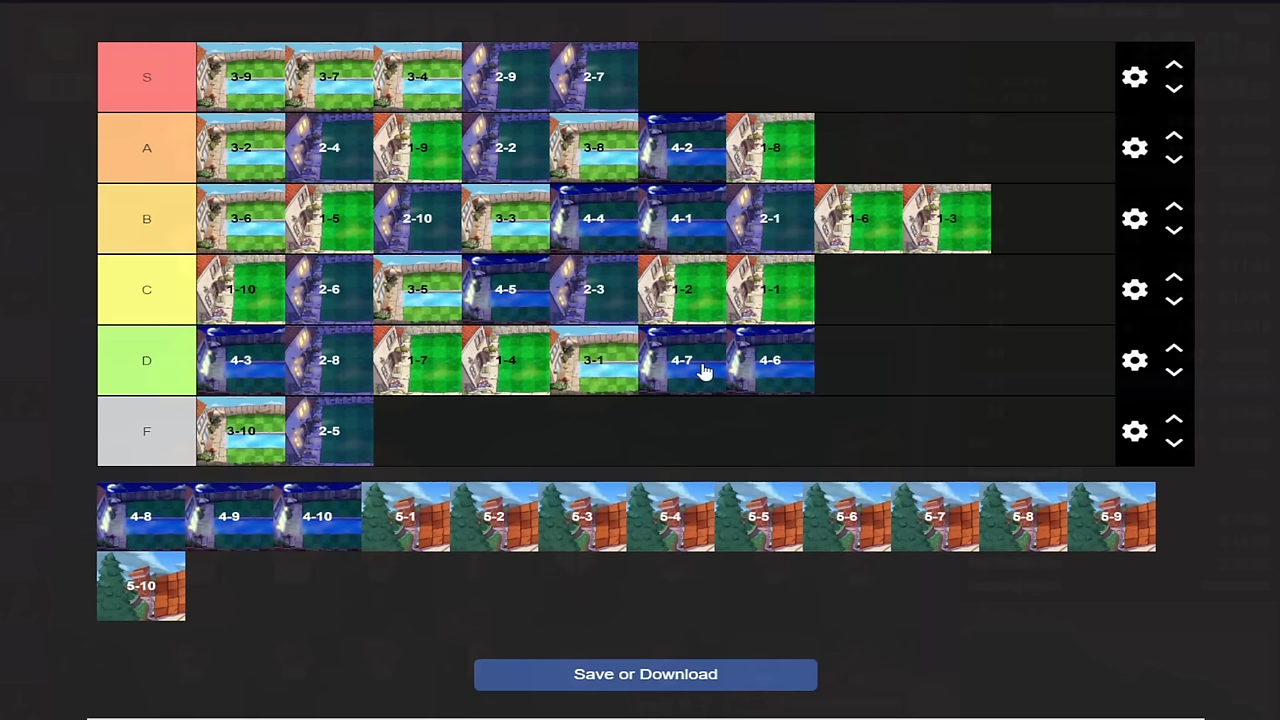 S 3-9 3-7 3-4 2-9 2-7
A 3-2 2-4 1-9 2-2 3-8 4-2 1-8
B 3-6 1-5 2-10 3-3 4-4 4-1 2-1 1-6 1-3
C 1-10 2-6 3-5 4-5 2-3 1-2 1-1
D 4-3 2-8 1-7 1-4 3-1 4-7 4-6
F 3-10 2-5
4-8 4-9 4-10 5-1 5-2 5-3 5-4 5-5 5-6 5-7 5-8 5-9
5-10
Save or Download